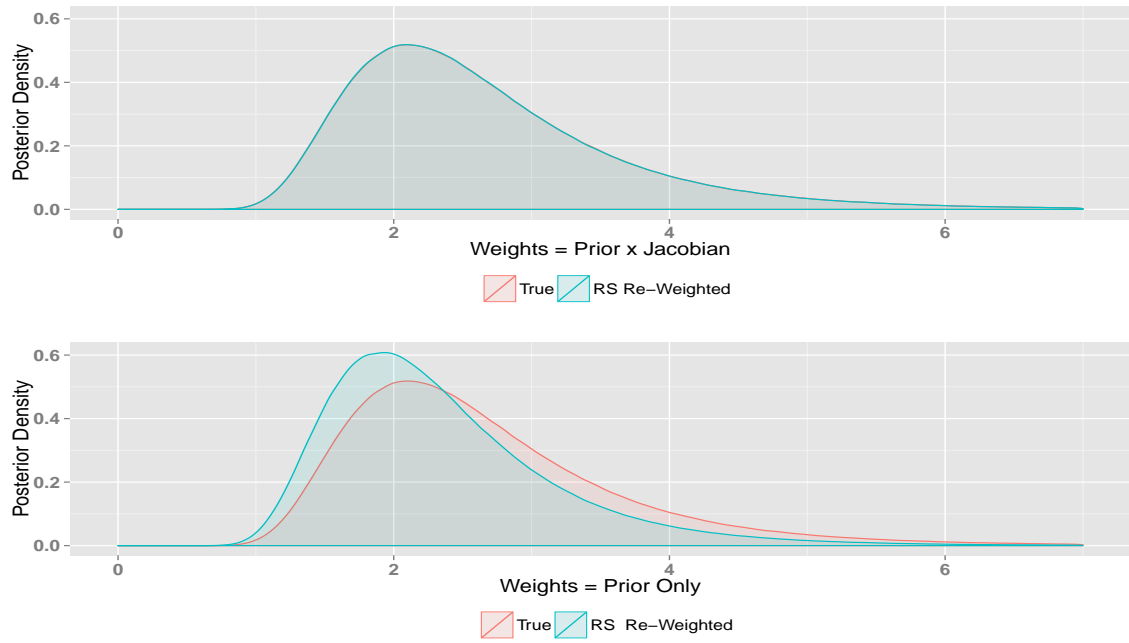 0.6
0.4
0.2
0.0
Posterior Density
0 2 4 6
Weights = Prior x Jacobian
True RS Re−Weighted
0.6
0.4
0.2
0.0
Posterior Density
0 2 4 6
Weights = Prior Only
True RS Re−Weighted